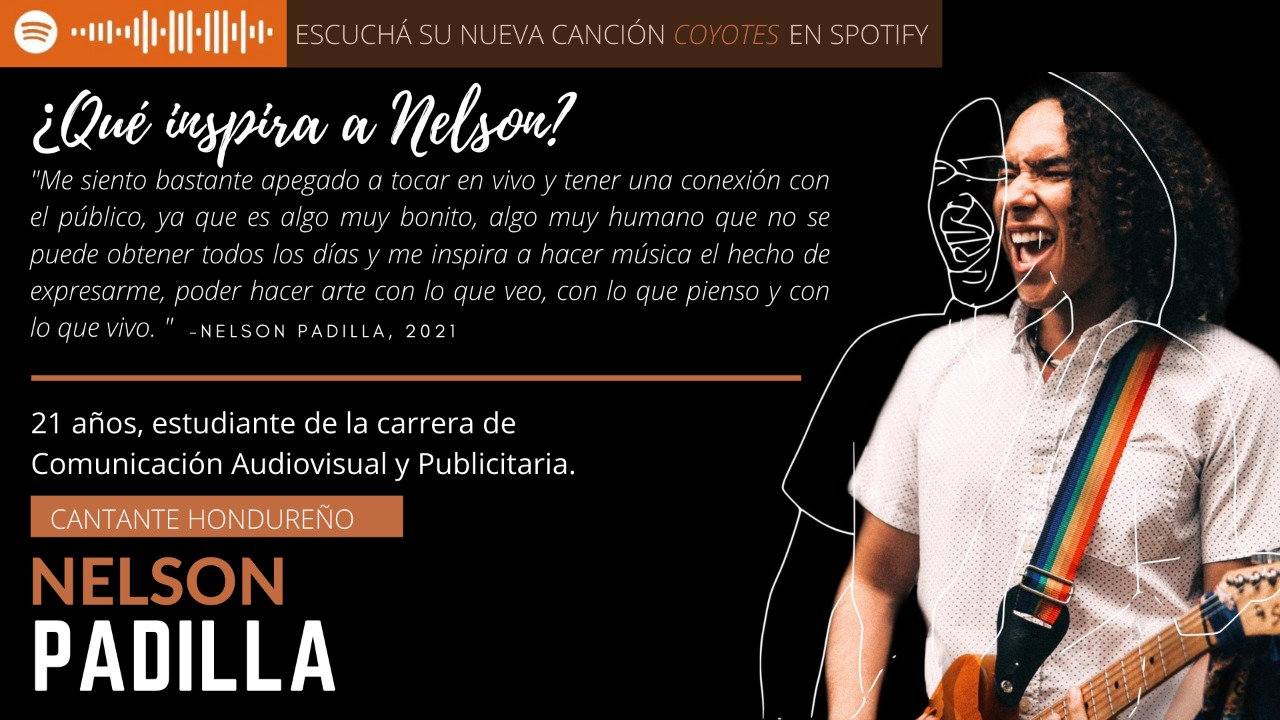 ESCUCHÁ SU NUEVA CANCIÓN COYOTES EN SPOTIFY
¿Qué inspira a Nelson?
"Me siento bastante apegado a tocar en vivo y tener una conexión con
el público, ya que es algo muy bonito, algo muy humano que no se
puede obtener todos los días y me inspira a hacer música el hecho de
expresarme, poder hacer arte con lo que veo, con lo que pienso y con
lo que vivo. " –NELSON PADILLA, 2021
21 años, estudiante de la carrera de
Comunicación Audiovisual y Publicitaria.
CANTANTE HONDUREÑO
NELSON
PADILLA